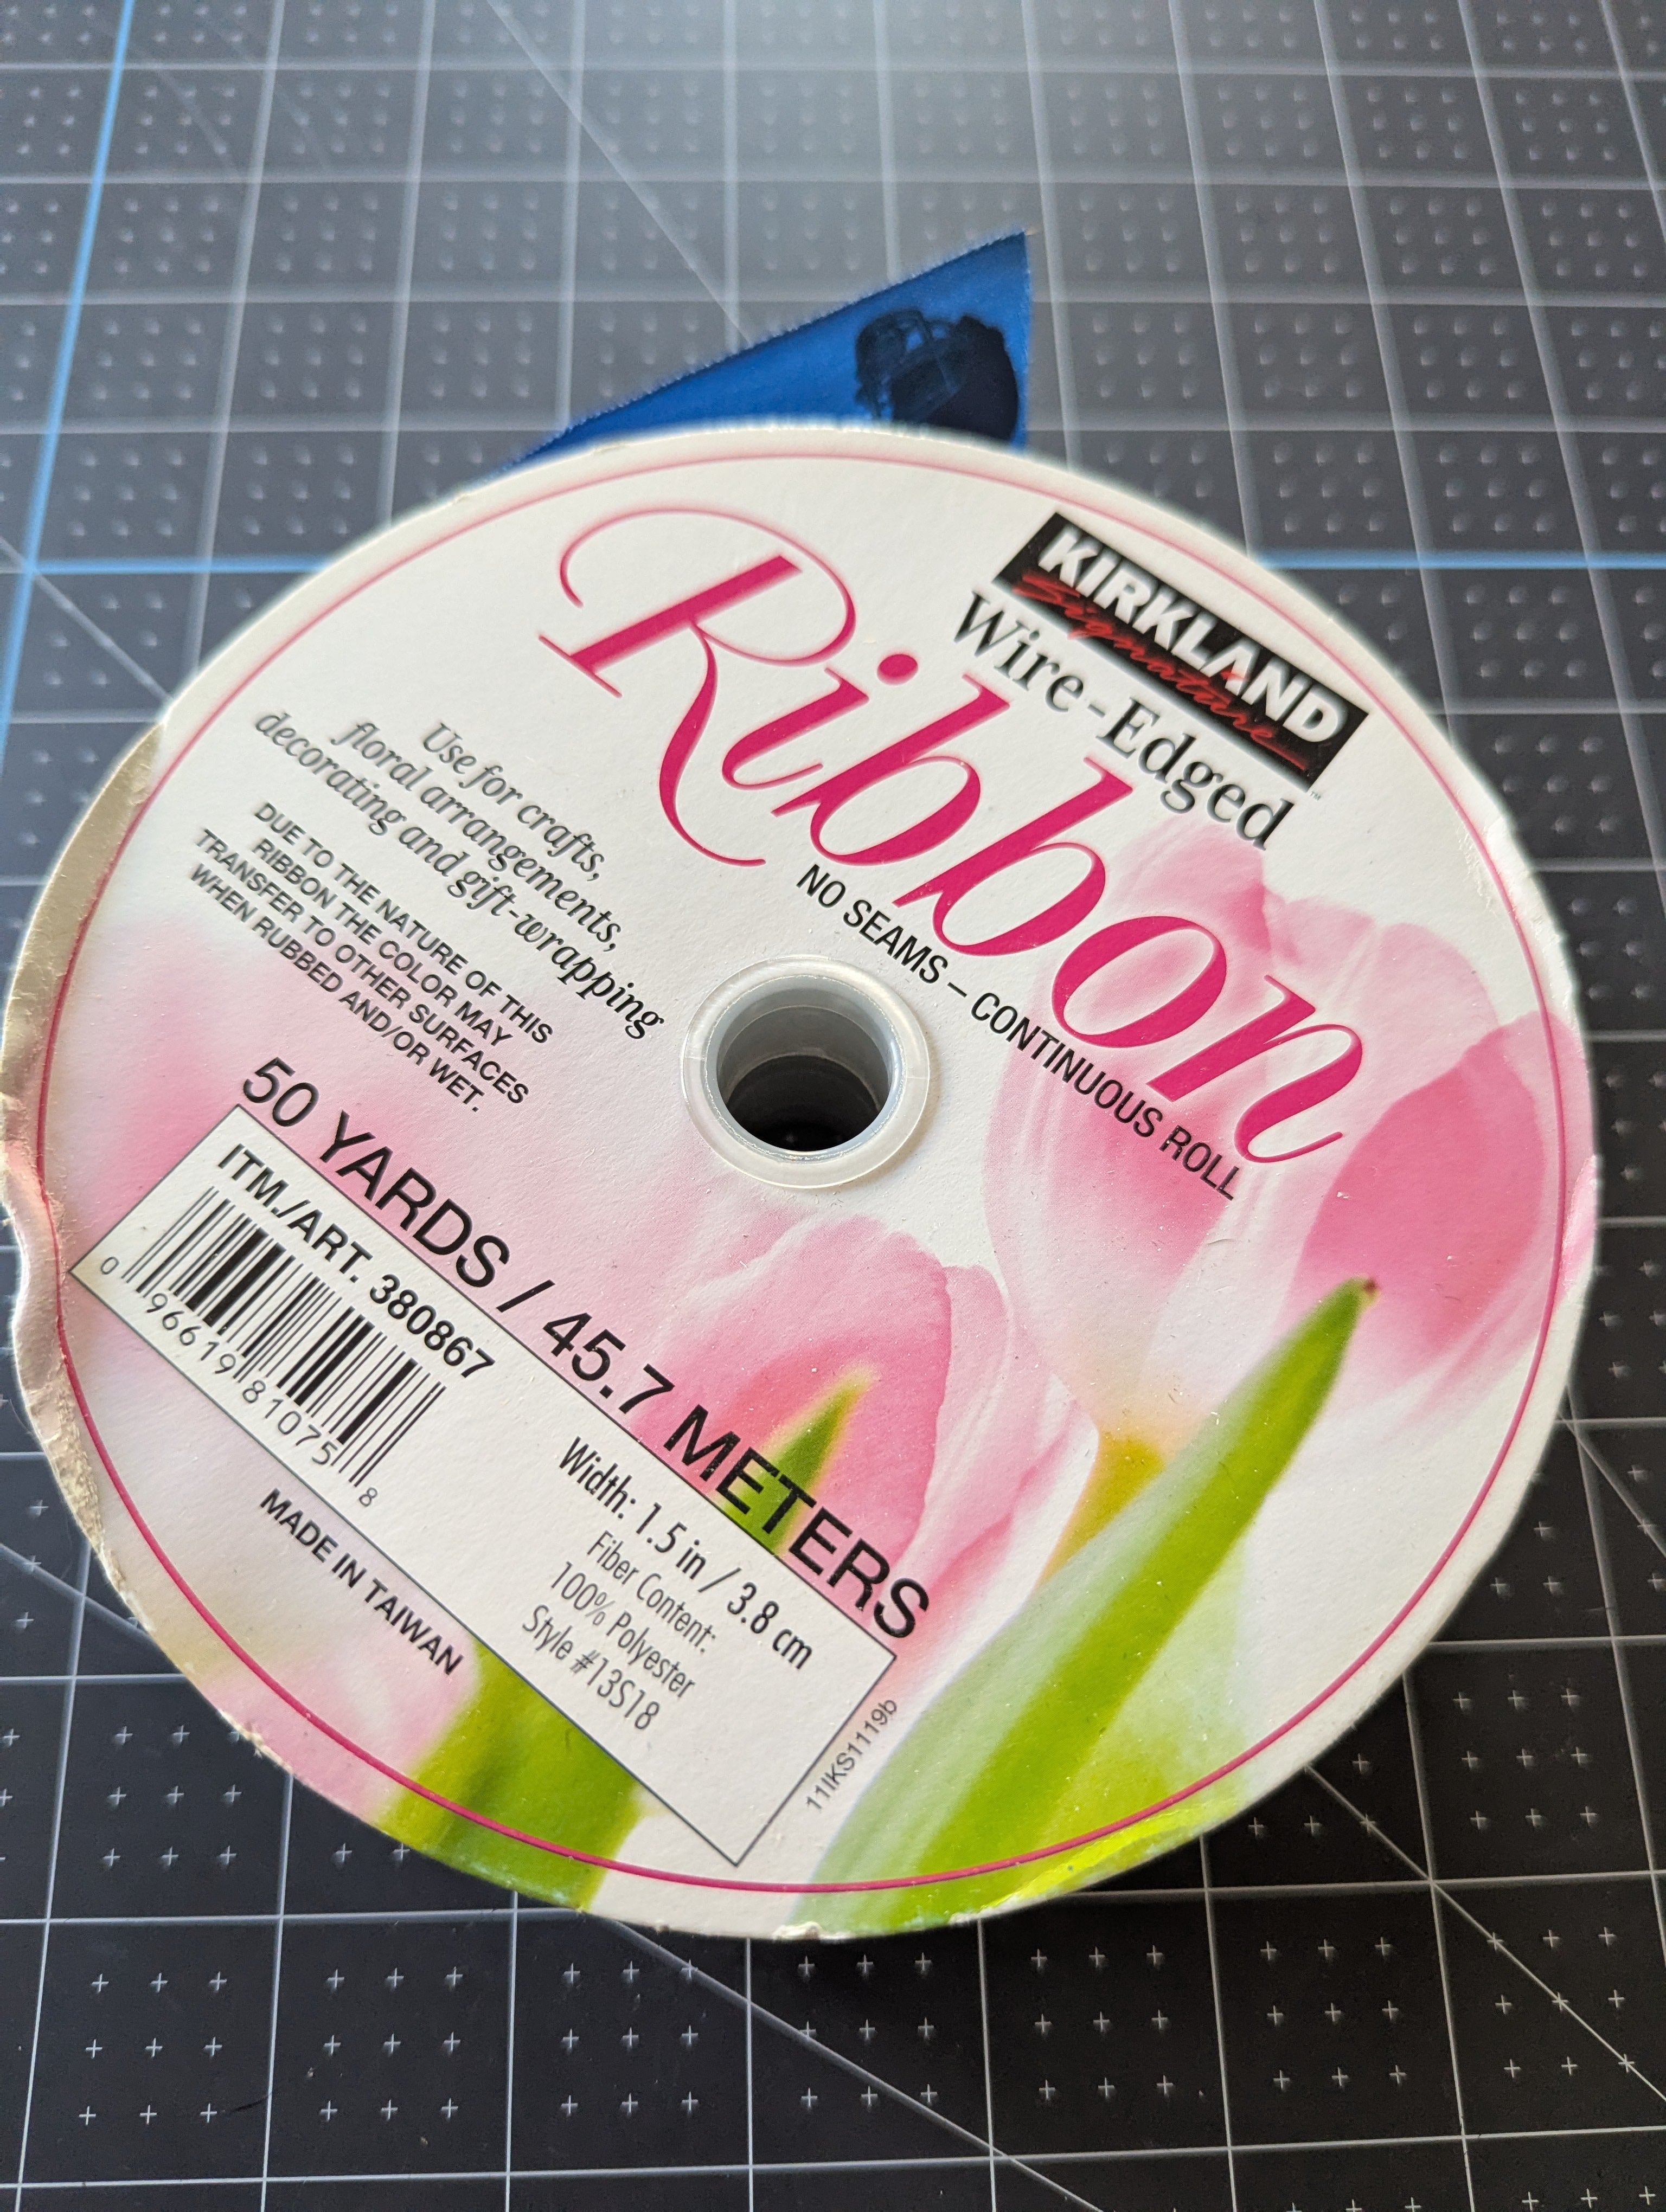 KIRKLAND
Signature™
Wire-Edged
Ribbon
NO SEAMS – CONTINUOUS ROLL
Use for crafts,
floral arrangements,
decorating and gift-wrapping
DUE TO THE NATURE OF THIS
RIBBON THE COLOR MAY
TRANSFER TO OTHER SURFACES
WHEN RUBBED AND/OR WET.
50 YARDS / 45.7 METERS
ITM./ART. 380867
0 96619 81075 8
Width: 1.5 in / 3.8 cm
Fiber Content:
100% Polyester
Style #13S18
MADE IN TAIWAN
11IKS1119b